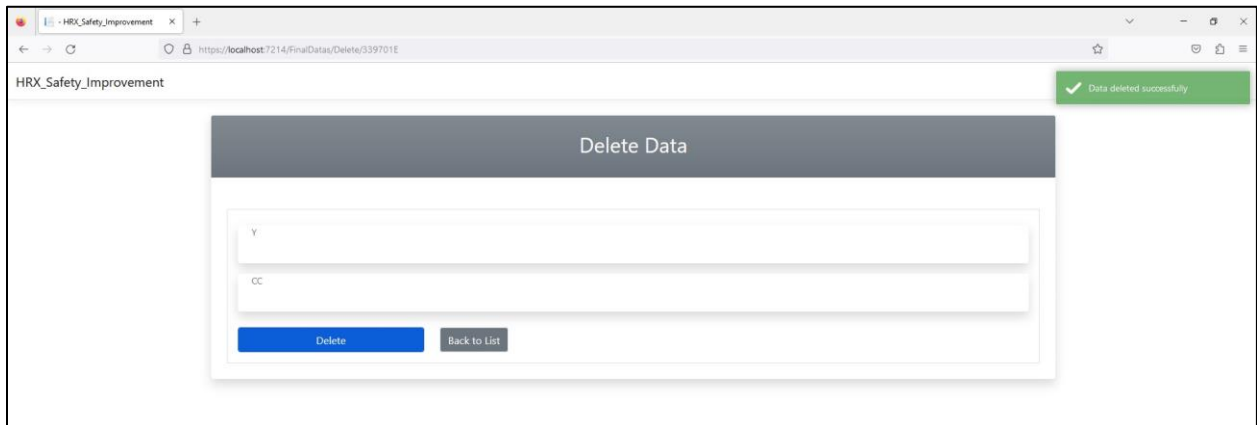 - HRX_Safety_Improvement
https://localhost:7214/FinalDatas/Delete/339701E
HRX_Safety_Improvement
Data deleted successfully
Delete Data
Y
CC
Delete
Back to List